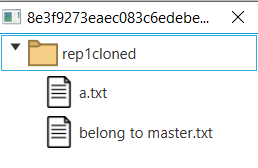 8e3f9273eaec083c6edebe...
rep1cloned
a.txt
belong to master.txt